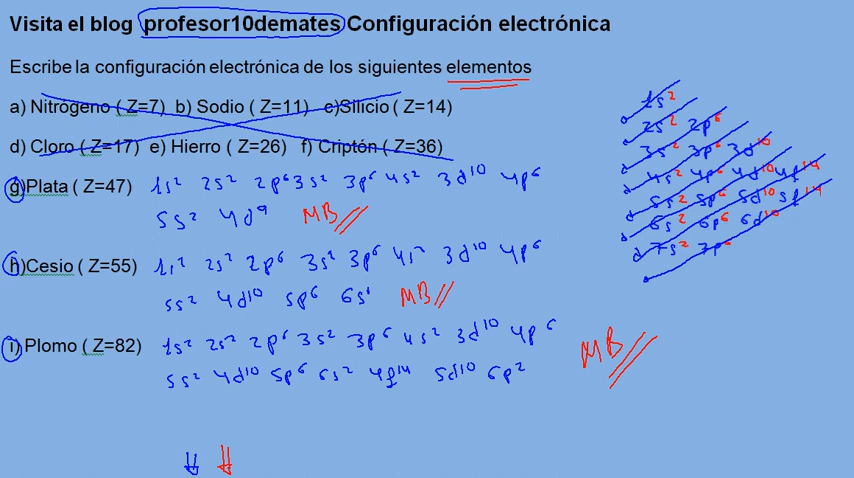 Visita el blog profesor10demates Configuración electrónica
Escribe la configuración electrónica de los siguientes elementos
a) Nitrógeno ( Z=7) b) Sodio ( Z=11) c)Silicio ( Z=14)
d) Cloro ( Z=17) e) Hierro ( Z=26) f) Criptón ( Z=36)
g)Plata ( Z=47) 1s² 2s² 2p⁶ 3s² 3p⁶ 4s² 3d¹⁰ 4p⁶
5s² 4d⁹ MB
h)Cesio ( Z=55) 1s² 2s² 2p⁶ 3s² 3p⁶ 4s² 3d¹⁰ 4p⁶
5s² 4d¹⁰ 5p⁶ 6s¹ MB
i) Plomo ( Z=82) 1s² 2s² 2p⁶ 3s² 3p⁶ 4s² 3d¹⁰ 4p⁶
5s² 4d¹⁰ 5p⁶ 6s² 4f¹⁴ 5d¹⁰ 6p² MB
1s²
2s² 2p⁶
3s² 3p⁶ 3d¹⁰
4s² 4p⁶ 4d¹⁰ 4f¹⁴
5s² 5p⁶ 5d¹⁰ 5f¹⁴
6s² 6p⁶ 6d¹⁰
7s² 7p⁶